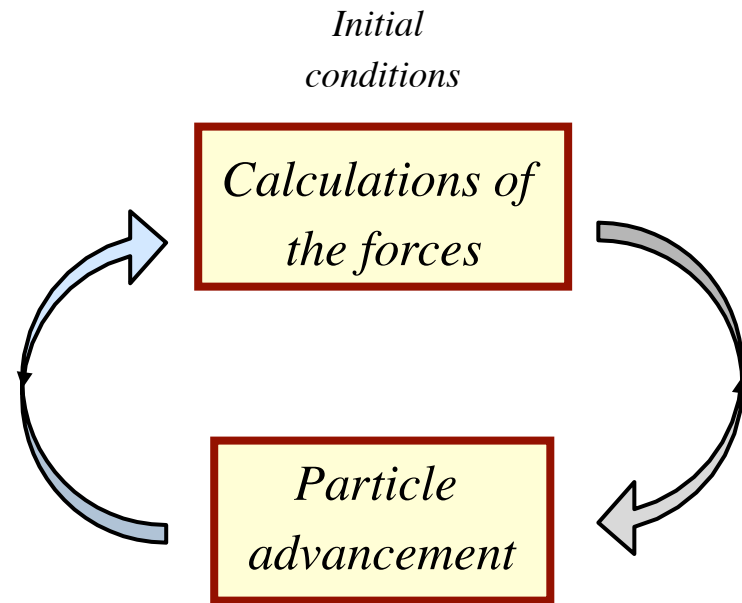 Initial
conditions
Calculations of
the forces
Particle
advancement